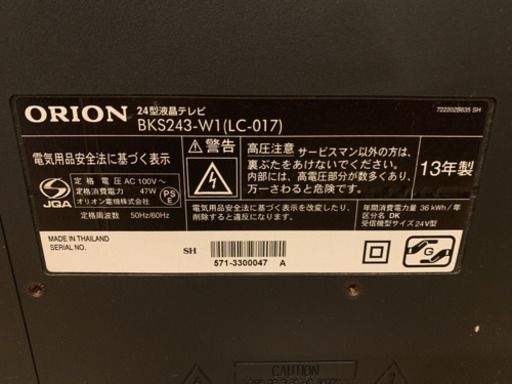 ORION
24型液晶テレビ
BKS243-W1(LC-017)
722202B635 SH
電気用品安全法に基づく表示
定格電圧 AC100V~
定格消費電力 47W
オリオン電機株式会社
定格周波数 50Hz/60Hz
JQA
PS
E
警告
高圧注意 サービスマン以外の方は、
裏ぶたをあけないでください。
内部には、高電圧部分が数多くあり、
万一さわると危険です。
電気用品安全法に基づく表示を改変したり、
削除すると違反になります。
13年製
年間消費電力量 36 kWh/年
区分名 DK
受信機型サイズ 24V型
MADE IN THAILAND
SERIAL NO.
SH
571-3300047 A
G
CAUTION